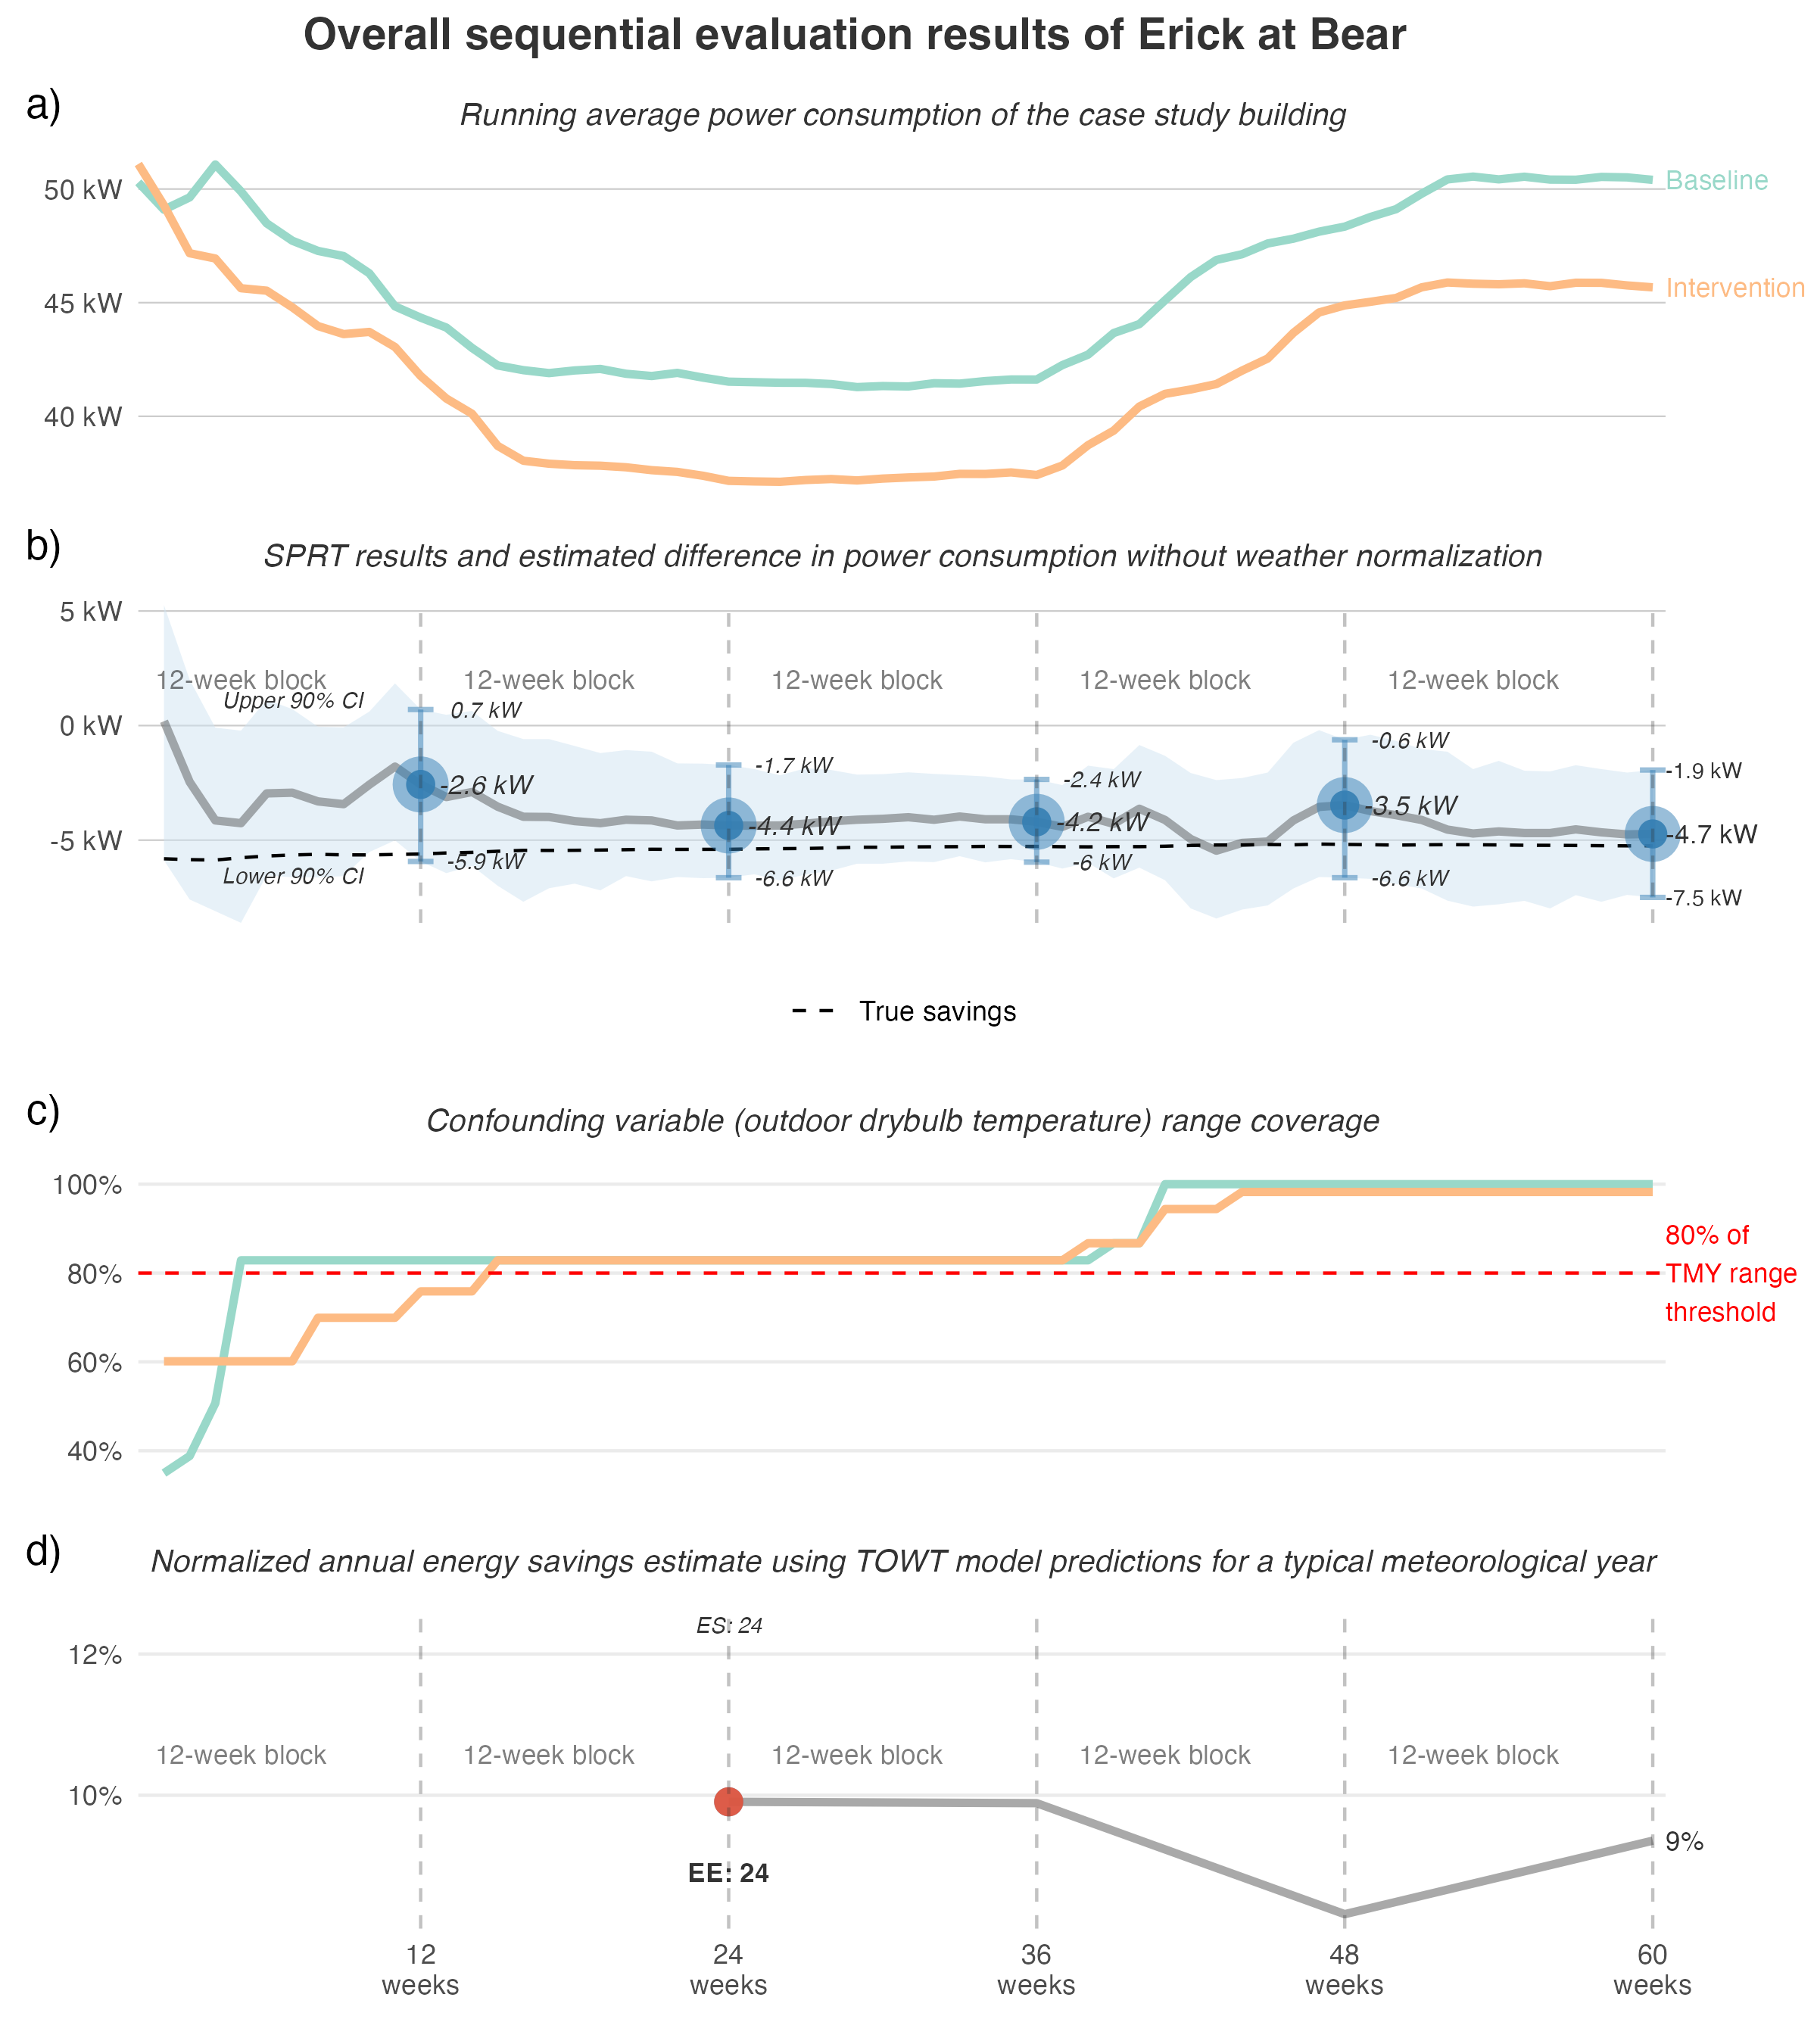 Overall sequential evaluation results of Erick at Bear
a)
Running average power consumption of the case study building
50 kW
45 kW
40 kW
Baseline
Intervention
b)
SPRT results and estimated difference in power consumption without weather normalization
5 kW
0 kW
-5 kW
12-week block
12-week block
12-week block
12-week block
12-week block
Upper 90% CI
Lower 90% CI
0.7 kW
-2.6 kW
-5.9 kW
-1.7 kW
-4.4 kW
-6.6 kW
-2.4 kW
-4.2 kW
-6 kW
-0.6 kW
-3.5 kW
-6.6 kW
-1.9 kW
-4.7 kW
-7.5 kW
True savings
c)
Confounding variable (outdoor drybulb temperature) range coverage
100%
80%
60%
40%
80% of
TMY range
threshold
d)
Normalized annual energy savings estimate using TOWT model predictions for a typical meteorological year
ES: 24
12%
12-week block
12-week block
12-week block
12-week block
12-week block
10%
9%
EE: 24
12
weeks
24
weeks
36
weeks
48
weeks
60
weeks